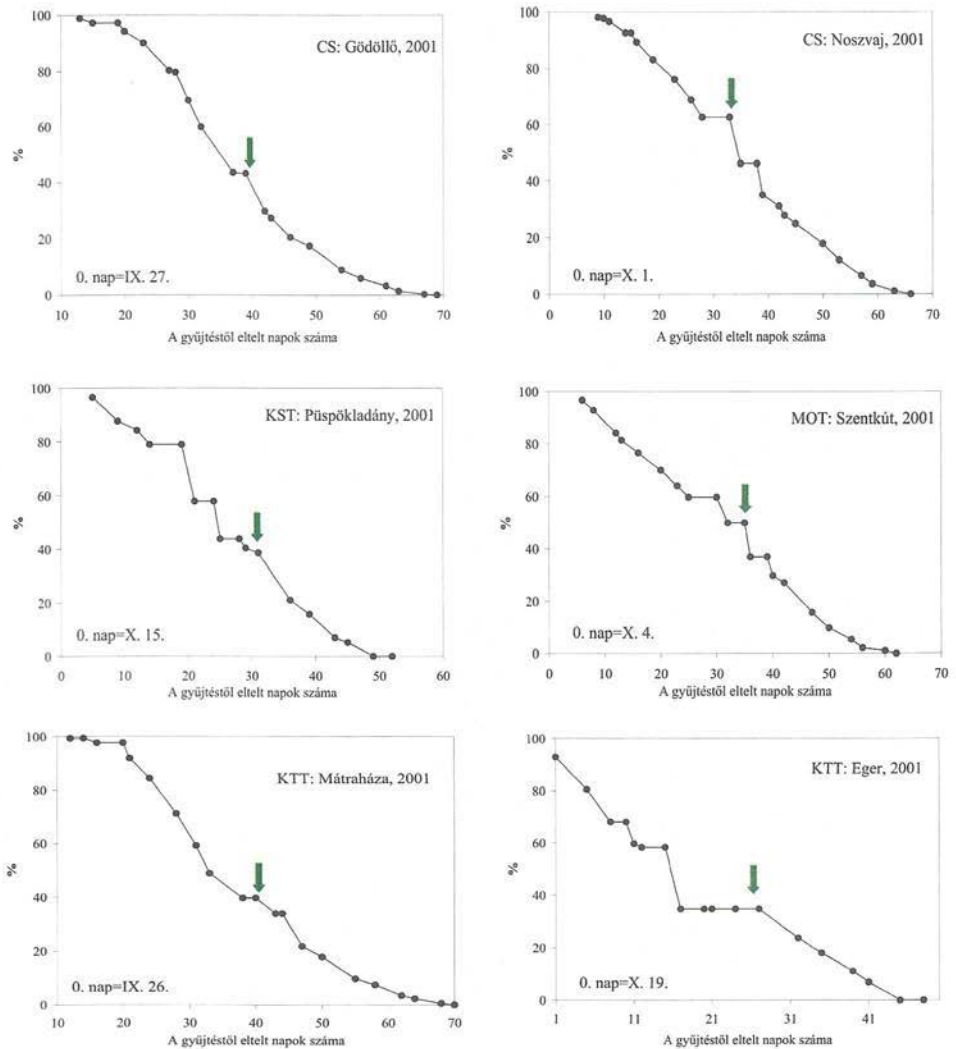 100
80
60
40
20
0
%
CS: Gödöllő, 2001
0. nap=IX. 27.
10 20 30 40 50 60 70
A gyűjtéstől eltelt napok száma
100
80
60
40
20
0
%
CS: Noszvaj, 2001
0. nap=X. 1.
0 10 20 30 40 50 60 70
A gyűjtéstől eltelt napok száma
100
80
60
40
20
0
%
KST: Püspökladány, 2001
0. nap=X. 15.
0 10 20 30 40 50 60
A gyűjtéstől eltelt napok száma
100
80
60
40
20
0
%
MOT: Szentkút, 2001
0. nap=X. 4.
0 10 20 30 40 50 60 70
A gyűjtéstől eltelt napok száma
100
80
60
40
20
0
%
KTT: Mátraháza, 2001
0. nap=IX. 26.
10 20 30 40 50 60 70
A gyűjtéstől eltelt napok száma
100
80
60
40
20
0
%
KTT: Eger, 2001
0. nap=X. 19.
1 11 21 31 41
A gyűjtéstől eltelt napok száma